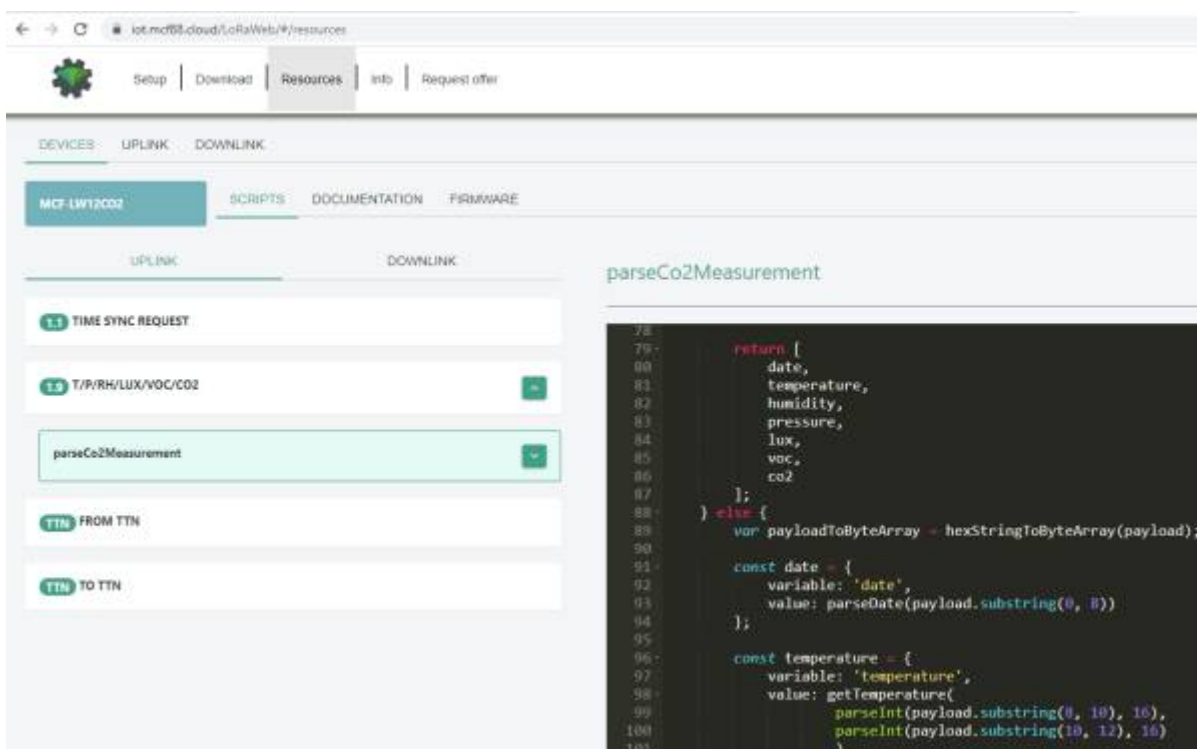 iot.mcf88.cloud/LoRaWeb/#/resources
Setup Download Resources Info Request offer
DEVICES UPLINK DOWNLINK
MCF-LW12CO2 SCRIPTS DOCUMENTATION FIRMWARE
UPLINK DOWNLINK
1.1 TIME SYNC REQUEST
1.9 T/P/RH/LUX/VOC/CO2
parseCo2Measurement
TTN FROM TTN
TTN TO TTN
parseCo2Measurement
78
79 return [
80 date,
81 temperature,
82 humidity,
83 pressure,
84 lux,
85 voc,
86 co2
87 ];
88 } else {
89 var payloadToByteArray = hexStringToByteArray(payload);
90
91 const date = {
92 variable: 'date',
93 value: parseDate(payload.substring(0, 8))
94 };
95
96 const temperature = {
97 variable: 'temperature',
98 value: getTemperature(
99 parseInt(payload.substring(8, 10), 16),
100 parseInt(payload.substring(10, 12), 16)
101 )